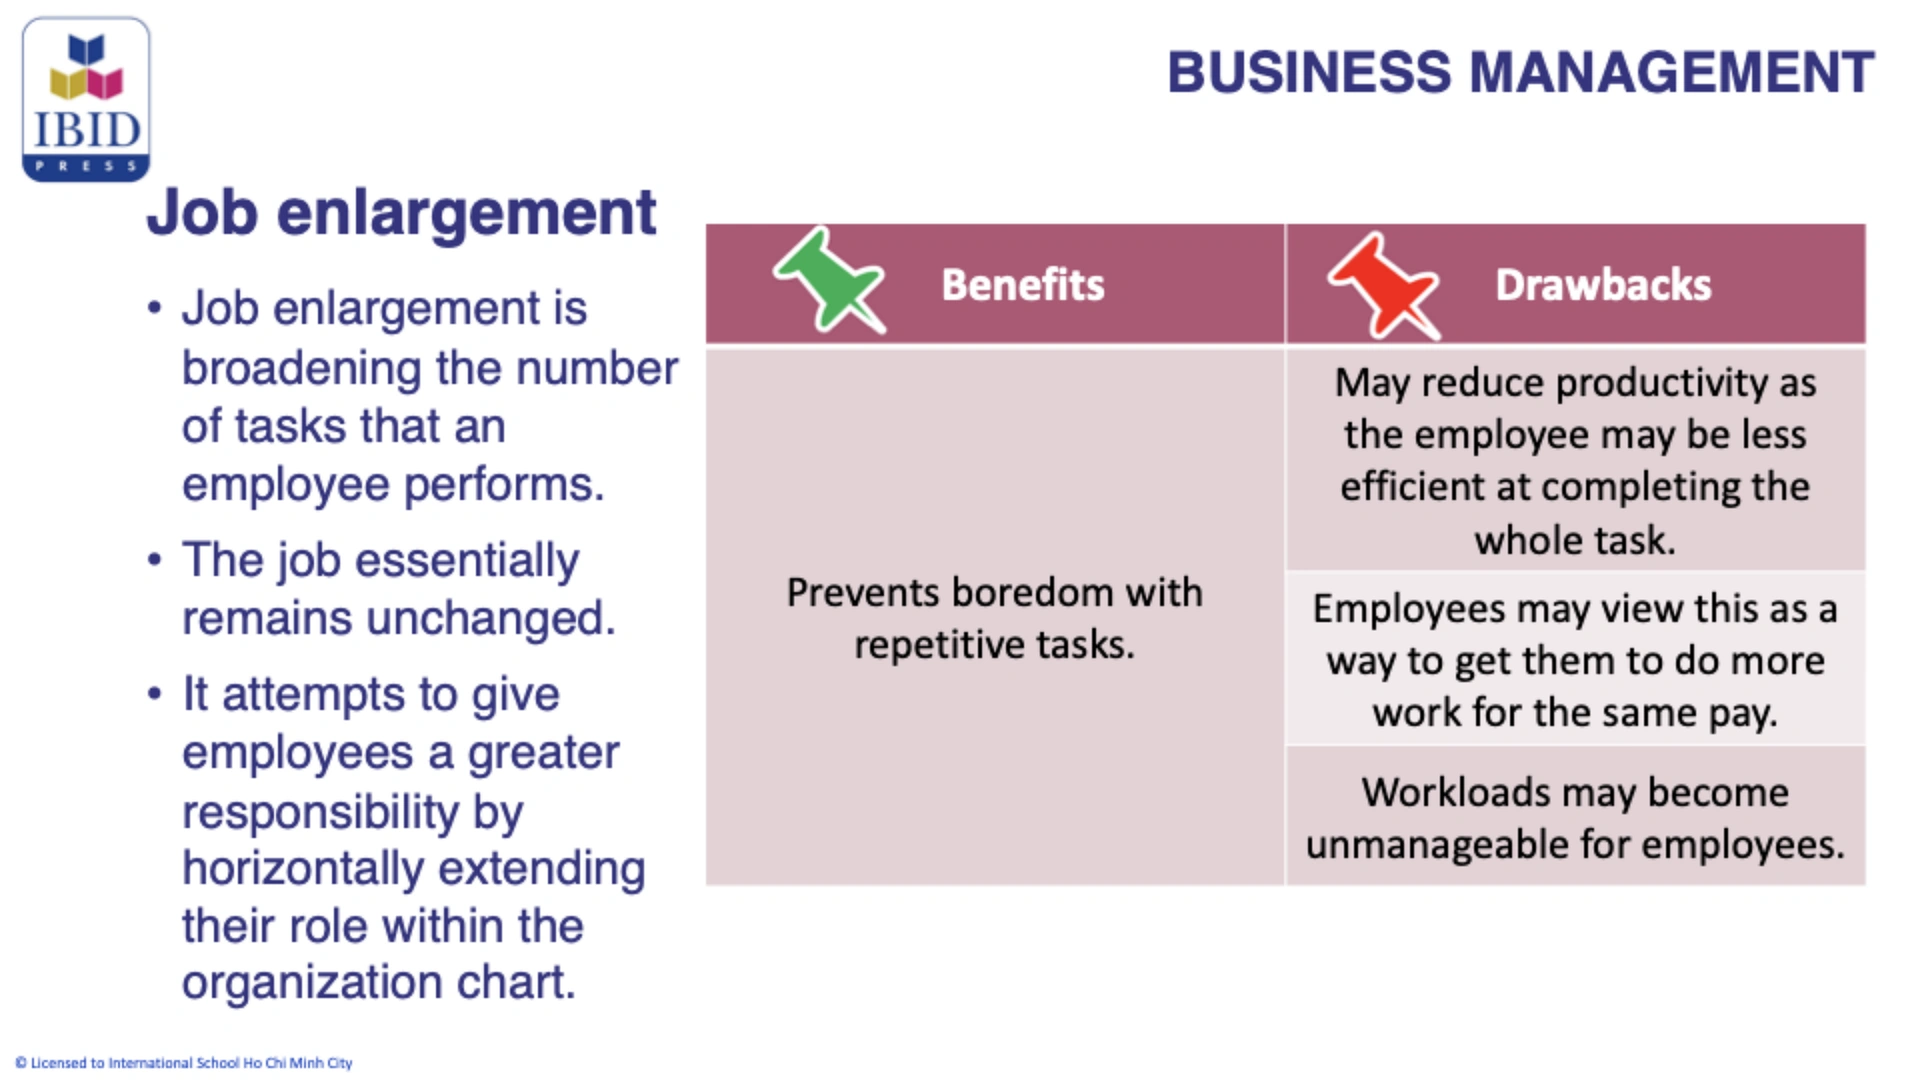 IBID
PRESS
BUSINESS MANAGEMENT
Job enlargement
• Job enlargement is
broadening the number
of tasks that an
employee performs.
• The job essentially
remains unchanged.
• It attempts to give
employees a greater
responsibility by
horizontally extending
their role within the
organization chart.
Benefits
Drawbacks
Prevents boredom with
repetitive tasks.
May reduce productivity as
the employee may be less
efficient at completing the
whole task.
Employees may view this as a
way to get them to do more
work for the same pay.
Workloads may become
unmanageable for employees.
© Licensed to International School Ho Chi Minh City